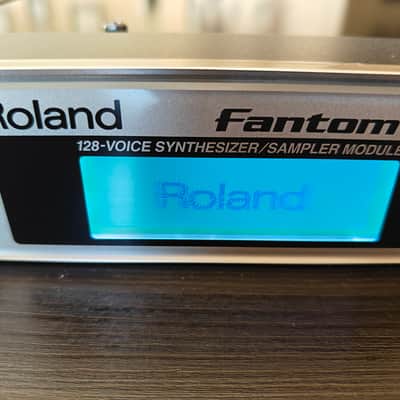 Roland Fantom
128-VOICE SYNTHESIZER/SAMPLER MODULE
Roland